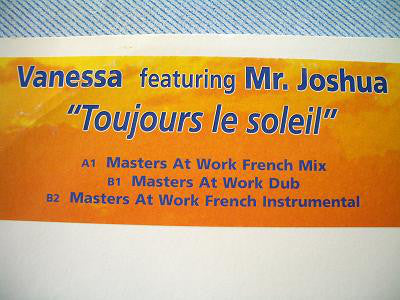 Vanessa featuring Mr. Joshua
"Toujours le soleil"
A1 Masters At Work French Mix
B1 Masters At Work Dub
B2 Masters At Work French Instrumental